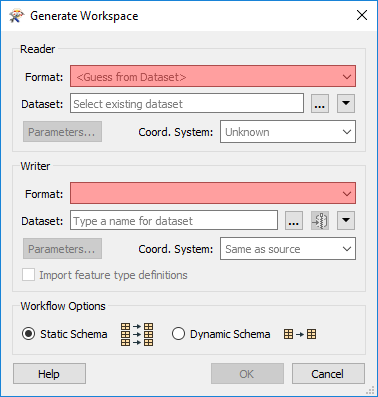 Generate Workspace
Reader
Format: <Guess from Dataset>
Dataset: Select existing dataset ...
Parameters... Coord. System: Unknown
Writer
Format:
Dataset: Type a name for dataset ...
Parameters... Coord. System: Same as source
Import feature type definitions
Workflow Options
Static Schema Dynamic Schema
Help OK Cancel